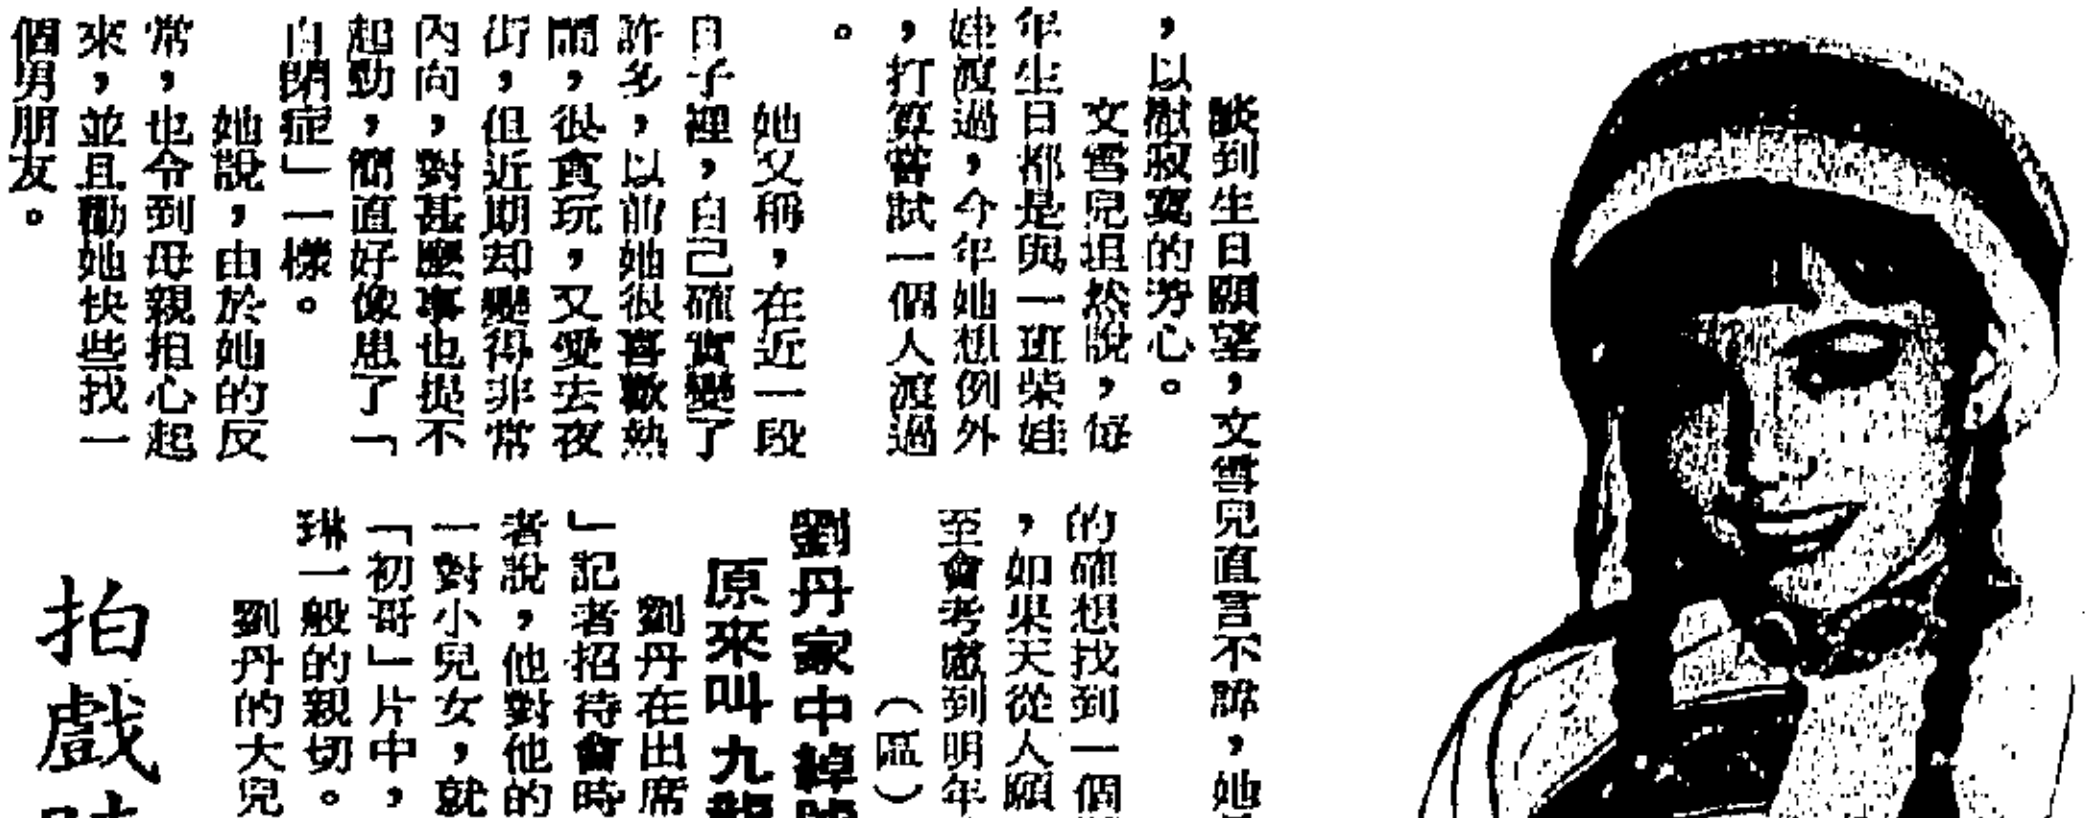 談到生日願望，文雪兒直言不諱，她
的確想找到一個
，如果天從人願
至會考慮到明年
（區）
，以慰寂寞的芳心。
文雪兒坦然說，每
年生日都是與一班柴娃
娃渡過，今年她想例外
，打算嘗試一個人渡過
。
她又稱，在近一段
日子裡，自己確實變了
許多，以前她很喜歡熱
鬧，很貪玩，又愛去夜
街，但近期却變得非常
內向，對甚麼事也提不
起勁，簡直好像患了「
自閉症」一樣。
她說，由於她的反
常，也令到母親担心起
來，並且勸她快些找一
個男朋友。
劉丹家中綽號
原來叫九龍
劉丹在出席
」記者招待會時
者說，他對他的
一對小兒女，就
「初哥」片中，
琳一般的親切。
劉丹的大兒
拍戲